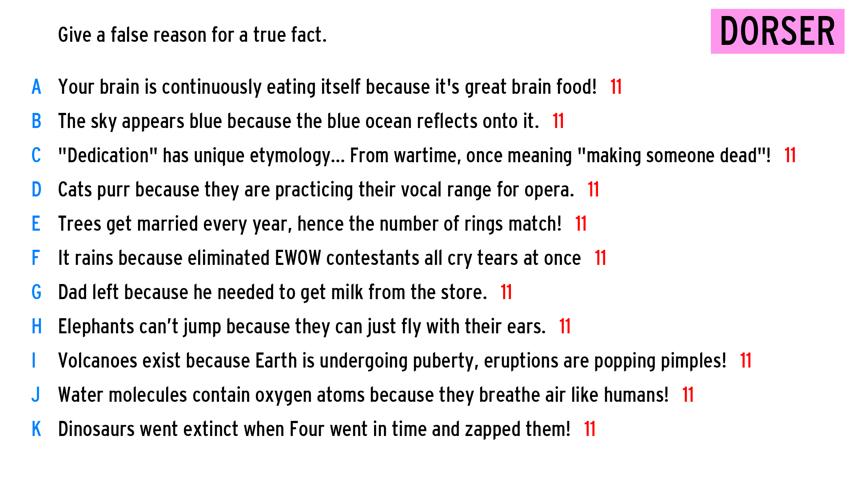 Give a false reason for a true fact.
DORSER
A Your brain is continuously eating itself because it's great brain food! 11
B The sky appears blue because the blue ocean reflects onto it. 11
C "Dedication" has unique etymology... From wartime, once meaning "making someone dead"! 11
D Cats purr because they are practicing their vocal range for opera. 11
E Trees get married every year, hence the number of rings match! 11
F It rains because eliminated EWOW contestants all cry tears at once 11
G Dad left because he needed to get milk from the store. 11
H Elephants can't jump because they can just fly with their ears. 11
I Volcanoes exist because Earth is undergoing puberty, eruptions are popping pimples! 11
J Water molecules contain oxygen atoms because they breathe air like humans! 11
K Dinosaurs went extinct when Four went in time and zapped them! 11